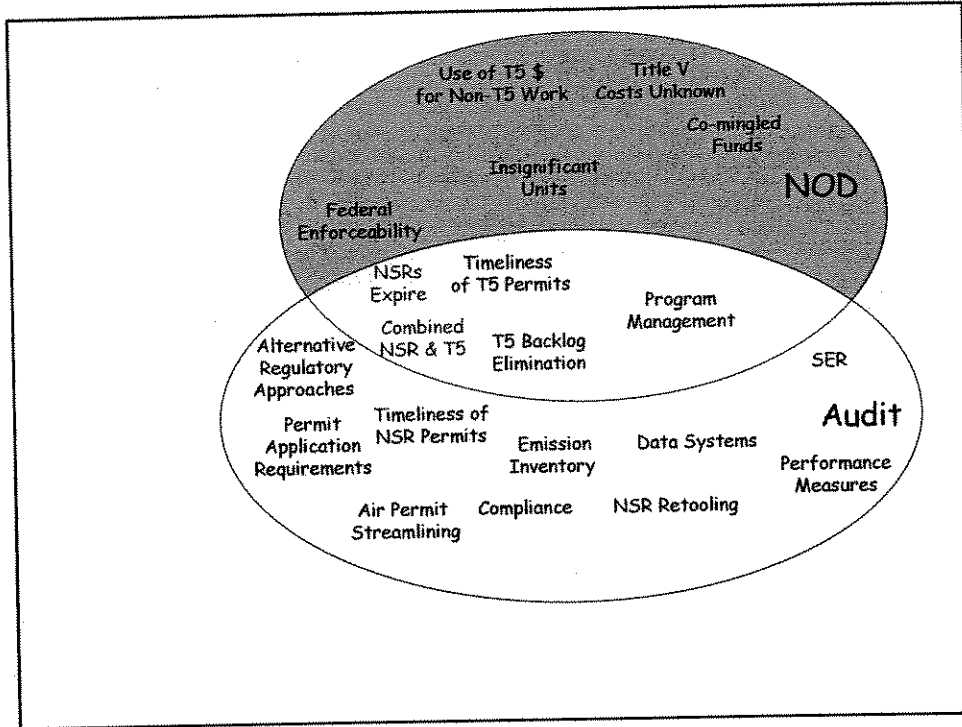 Use of T5 $
for Non-T5 Work
Title V
Costs Unknown
Co-mingled
Funds
Insignificant
Units
NOD
Federal
Enforceability
NSRs
Expire
Timeliness
of T5 Permits
Program
Management
Combined
NSR & T5
T5 Backlog
Elimination
Alternative
Regulatory
Approaches
SER
Audit
Permit
Application
Requirements
Timeliness of
NSR Permits
Emission
Inventory
Data Systems
Performance
Measures
Air Permit
Streamlining
Compliance
NSR Retooling